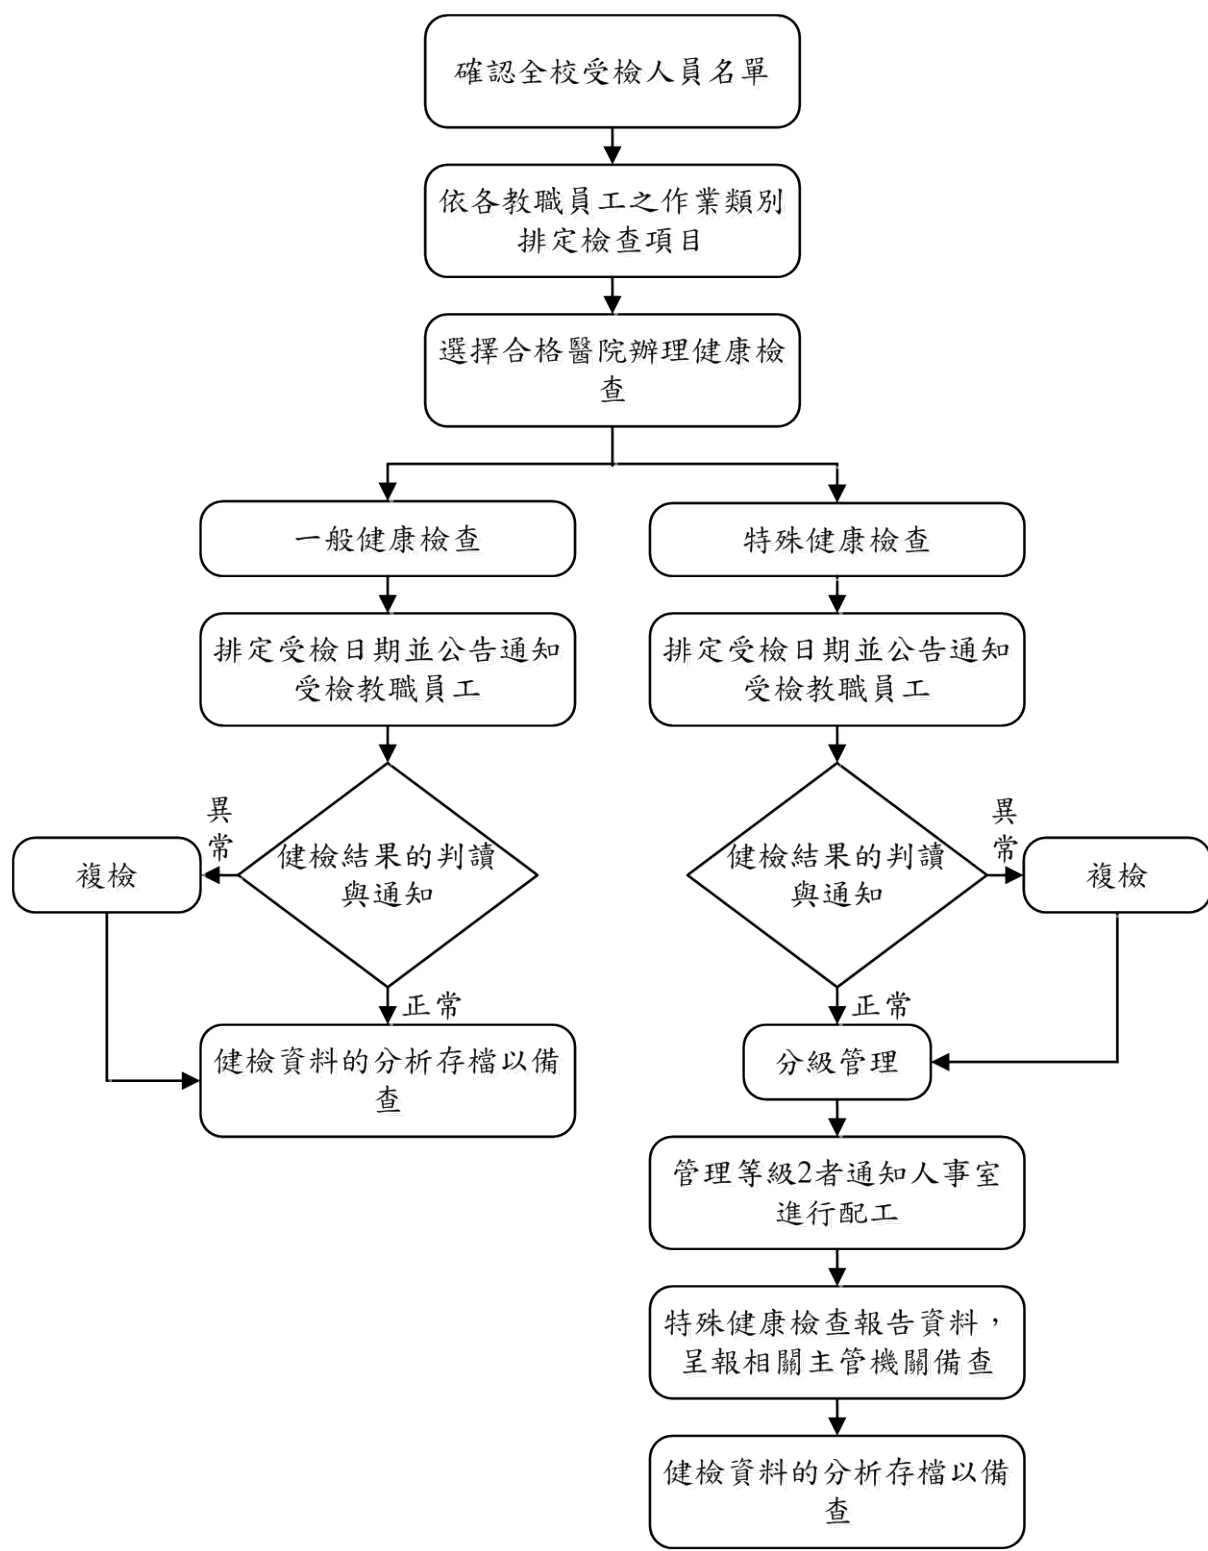 確認全校受檢人員名單
依各教職員工之作業類別
排定檢查項目
選擇合格醫院辦理健康檢
查
一般健康檢查
特殊健康檢查
排定受檢日期並公告通知
受檢教職員工
排定受檢日期並公告通知
受檢教職員工
異
常
複檢
健檢結果的判讀
與通知
健檢結果的判讀
與通知
異
常
複檢
正常
正常
健檢資料的分析存檔以備
查
分級管理
管理等級2者通知人事室
進行配工
特殊健康檢查報告資料，
呈報相關主管機關備查
健檢資料的分析存檔以備
查